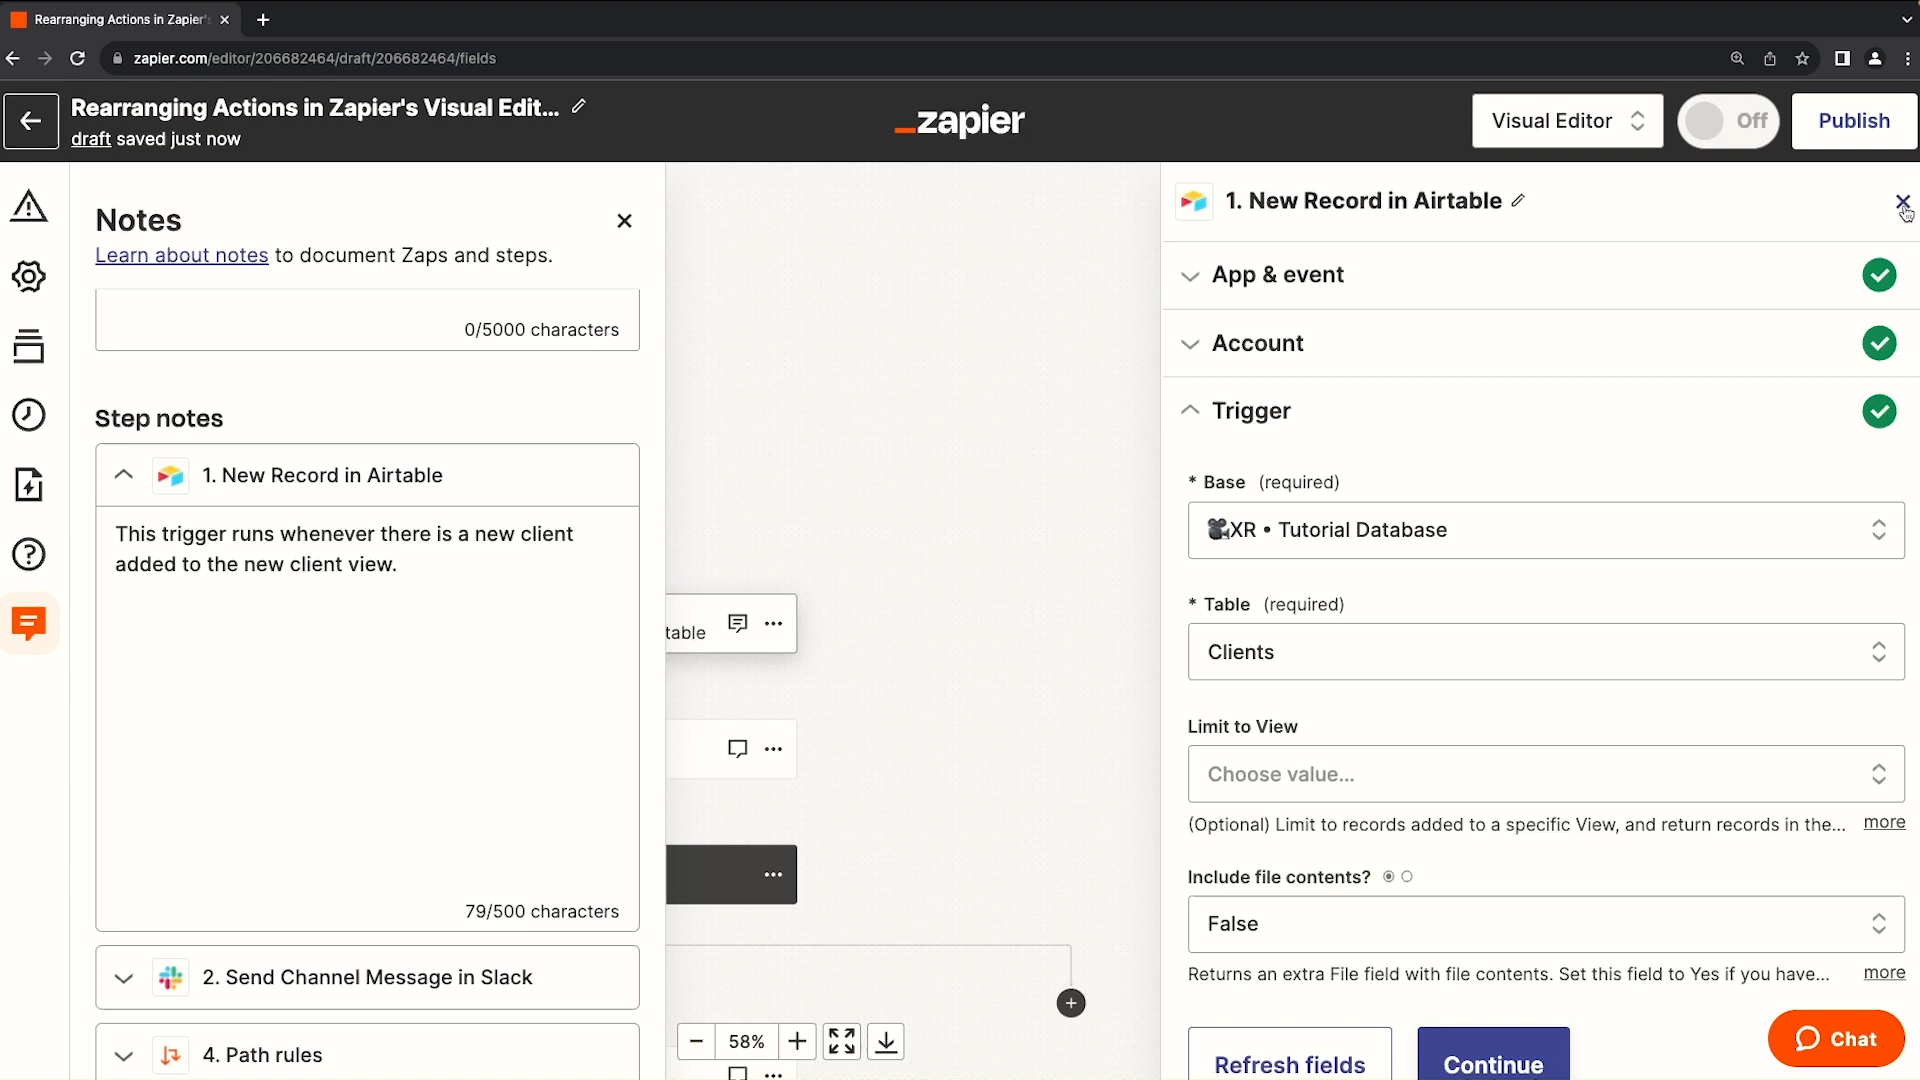 Rearranging Actions in Zapier's
zapier.com/editor/206682464/draft/206682464/fields
Rearranging Actions in Zapier's Visual Edit...
draft saved just now
_zapier
Visual Editor
Off
Publish
Notes
Learn about notes to document Zaps and steps.
0/5000 characters
Step notes
1. New Record in Airtable
This trigger runs whenever there is a new client
added to the new client view.
79/500 characters
2. Send Channel Message in Slack
4. Path rules
table
58%
1. New Record in Airtable
App & event
Account
Trigger
* Base (required)
XR • Tutorial Database
* Table (required)
Clients
Limit to View
Choose value...
(Optional) Limit to records added to a specific View, and return records in the... more
Include file contents?
False
Returns an extra File field with file contents. Set this field to Yes if you have... more
Refresh fields
Continue
Chat